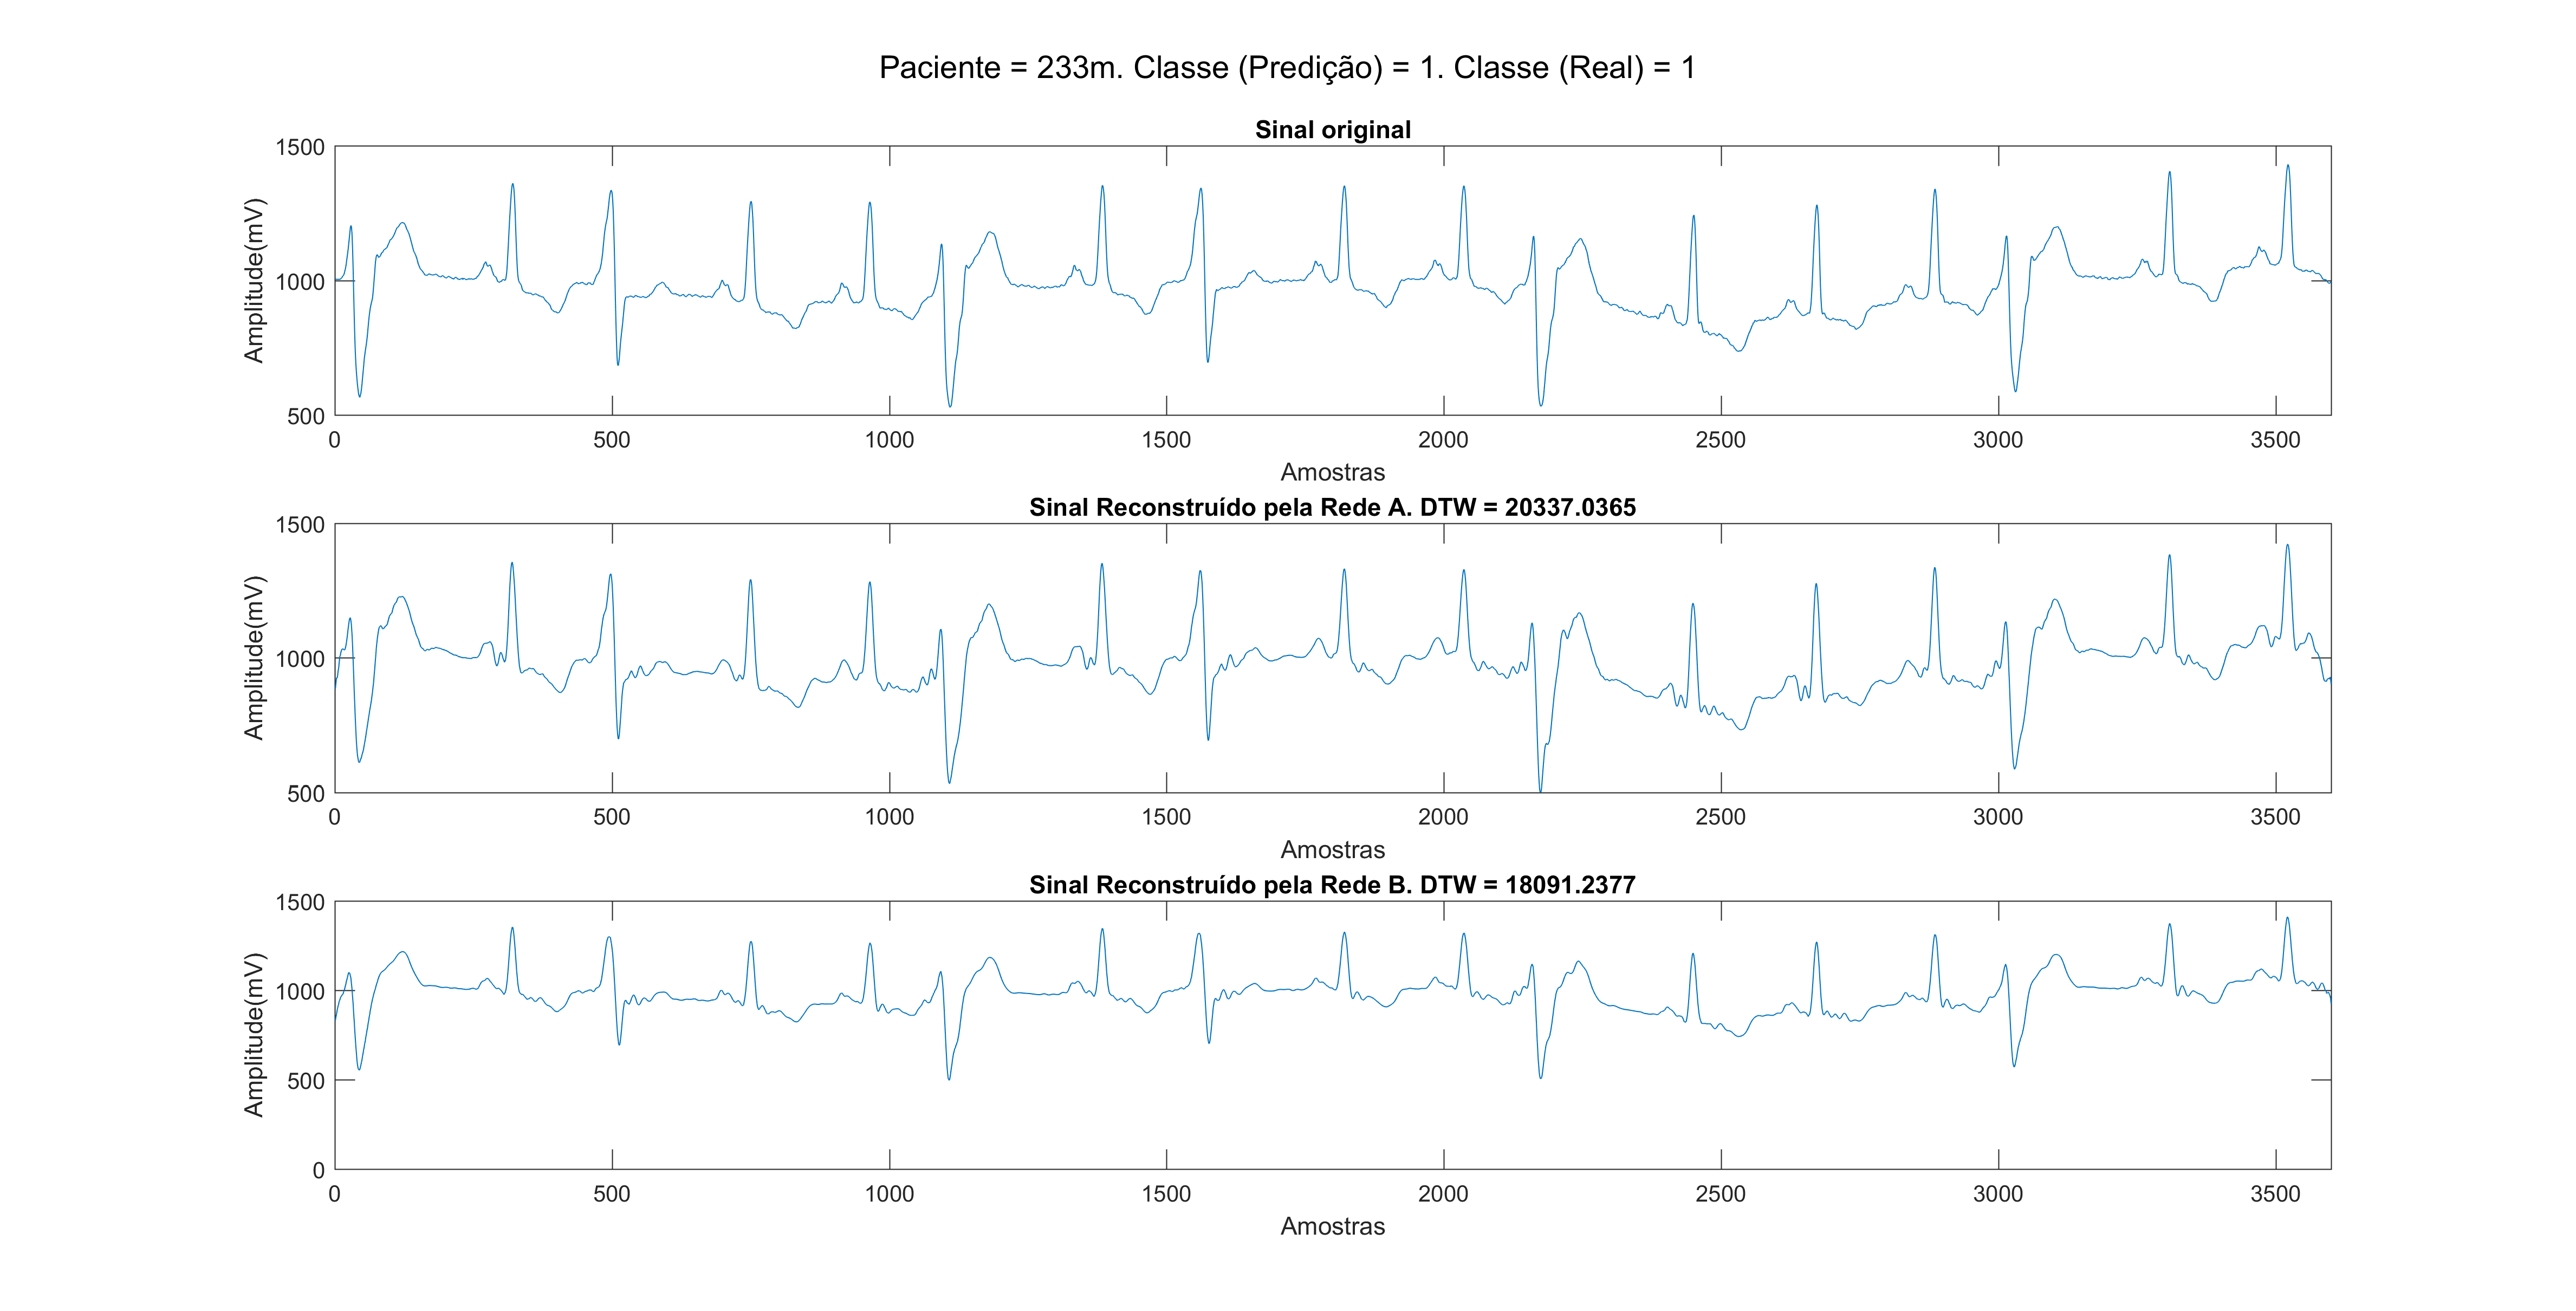 Paciente = 233m. Classe (Predição) = 1. Classe (Real) = 1
Sinal original
1500
1000
500
Amplitude(mV)
0 500 1000 1500 2000 2500 3000 3500
Amostras
Sinal Reconstruído pela Rede A. DTW = 20337.0365
1500
1000
500
Amplitude(mV)
0 500 1000 1500 2000 2500 3000 3500
Amostras
Sinal Reconstruído pela Rede B. DTW = 18091.2377
1500
1000
500
0
Amplitude(mV)
0 500 1000 1500 2000 2500 3000 3500
Amostras